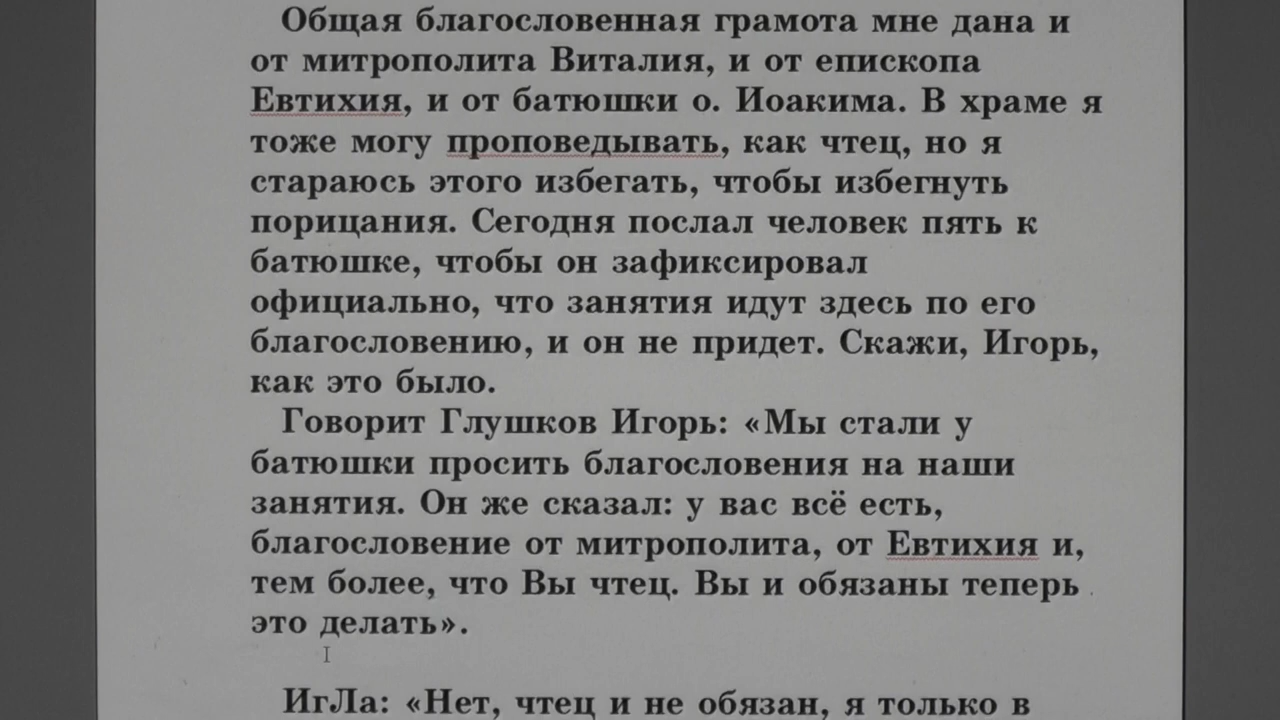 Общая благословенная грамота мне дана и
от митрополита Виталия, и от епископа
Евтихия, и от батюшки о. Иоакима. В храме я
тоже могу проповедывать, как чтец, но я
стараюсь этого избегать, чтобы избегнуть
порицания. Сегодня послал человек пять к
батюшке, чтобы он зафиксировал
официально, что занятия идут здесь по его
благословению, и он не придет. Скажи, Игорь,
как это было.
Говорит Глушков Игорь: «Мы стали у
батюшки просить благословения на наши
занятия. Он же сказал: у вас всё есть,
благословение от митрополита, от Евтихия и,
тем более, что Вы чтец. Вы и обязаны теперь
это делать».
ИгЛа: «Нет, чтец и не обязан, я только в